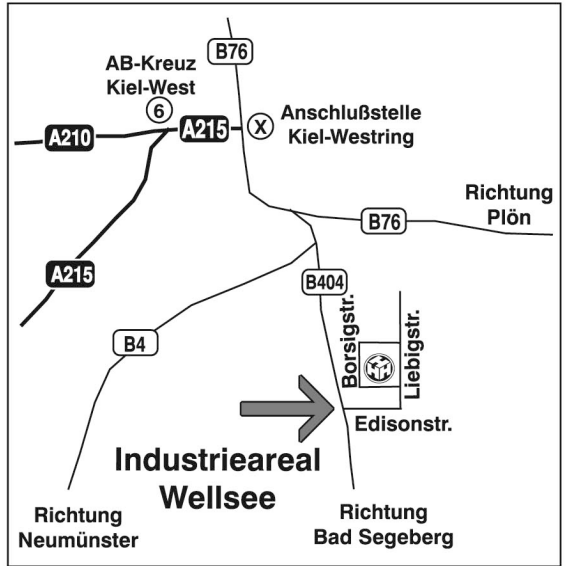 B76
AB-Kreuz
Kiel-West
6
A210
A215
X
Anschlußstelle
Kiel-Westring
Richtung
Plön
B76
A215
B404
B4
Borsigstr.
Liebigstr.
Edisonstr.
Industrieareal
Wellsee
Richtung
Neumünster
Richtung
Bad Segeberg